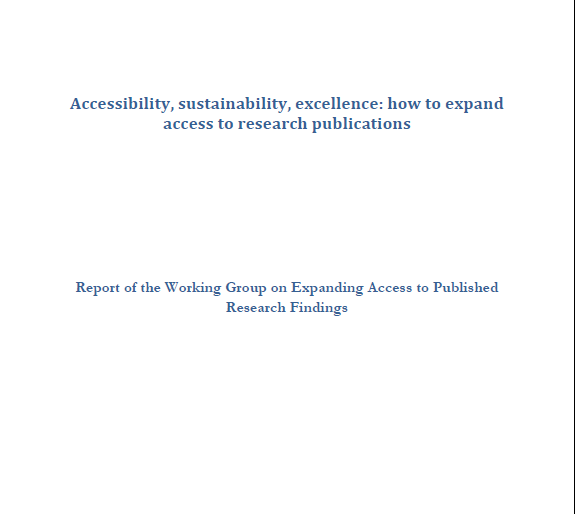 Accessibility, sustainability, excellence: how to expand
access to research publications
Report of the Working Group on Expanding Access to Published
Research Findings